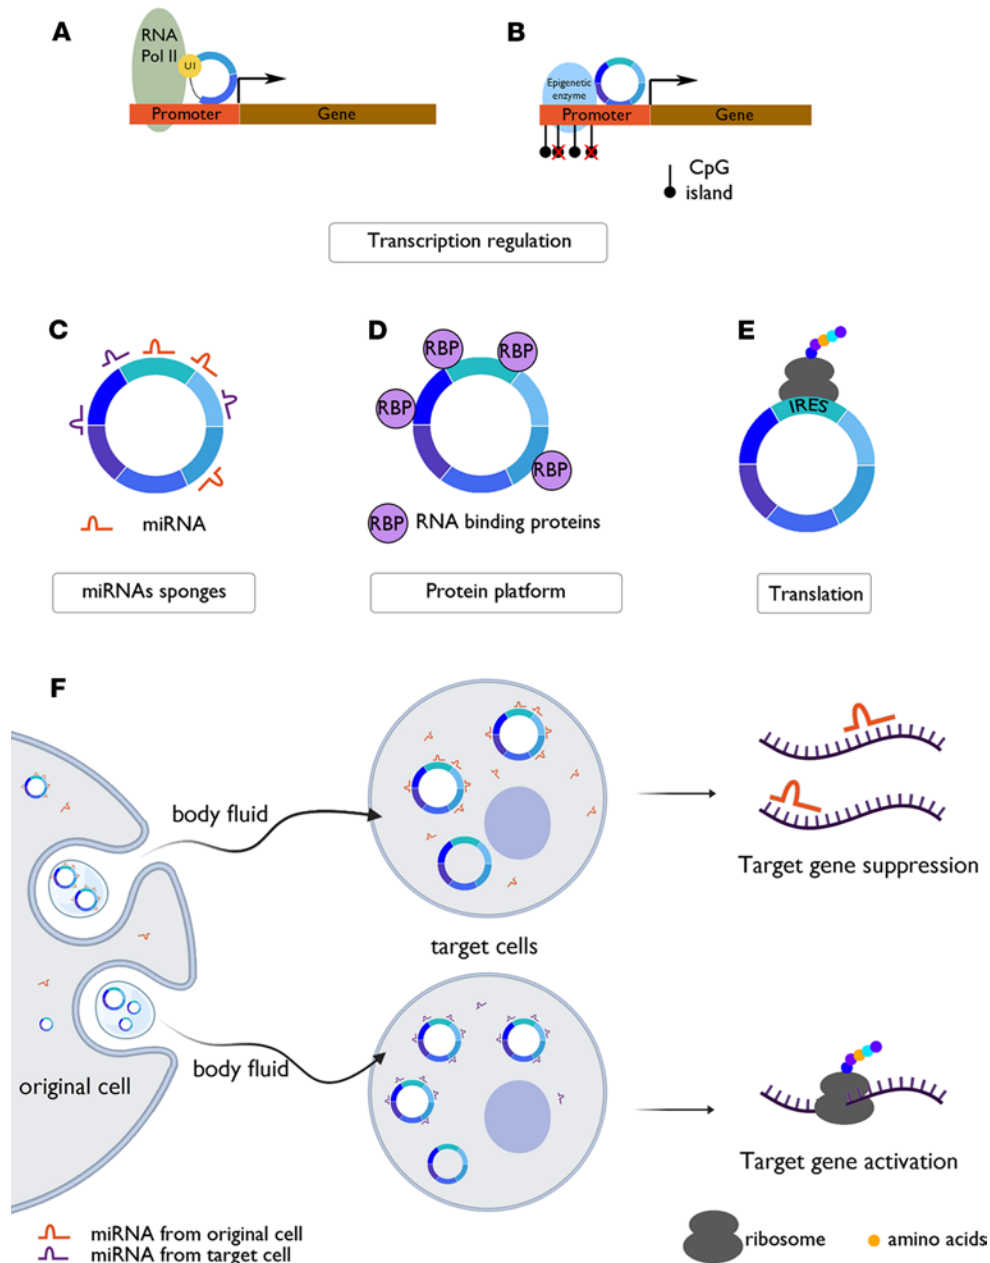 A
RNA
Pol II
U1
Promoter
Gene
B
Epigenetic
enzyme
Promoter
Gene
CpG
island
Transcription regulation
C
miRNA
miRNAs sponges
D
RBP
RBP
RBP
RBP
RBP
RNA binding proteins
Protein platform
E
IRES
Translation
F
body fluid
target cells
Target gene suppression
original cell
body fluid
Target gene activation
miRNA from original cell
miRNA from target cell
ribosome
amino acids